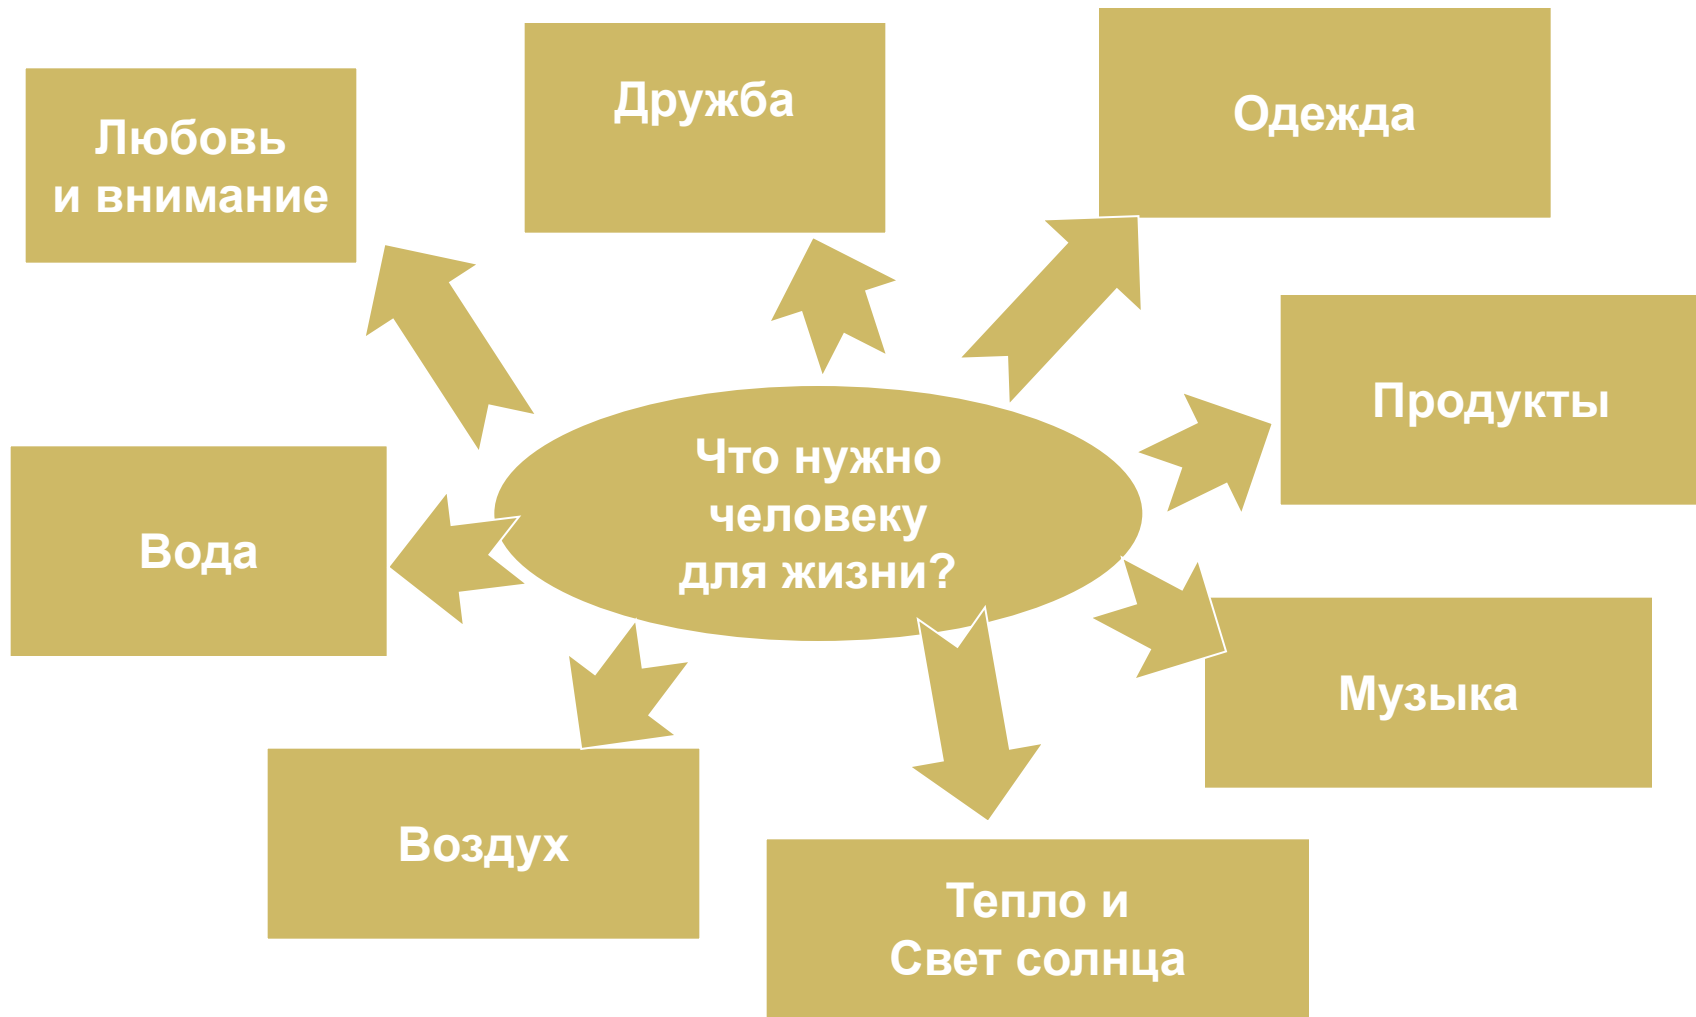 Дружба
Одежда
Любовь
и внимание
Продукты
Что нужно
человеку
для жизни?
Вода
Музыка
Воздух
Тепло и
Свет солнца